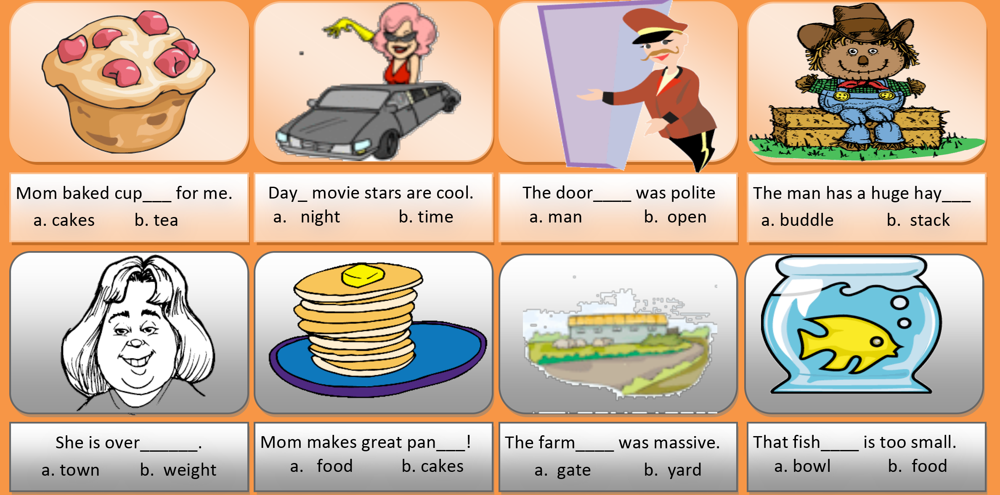 Mom baked cup___ for me.
a. cakes b. tea
Day_ movie stars are cool.
a. night b. time
The door____ was polite
a. man b. open
The man has a huge hay___
a. buddle b. stack
She is over______.
a. town b. weight
Mom makes great pan___!
a. food b. cakes
The farm____ was massive.
a. gate b. yard
That fish____ is too small.
a. bowl b. food